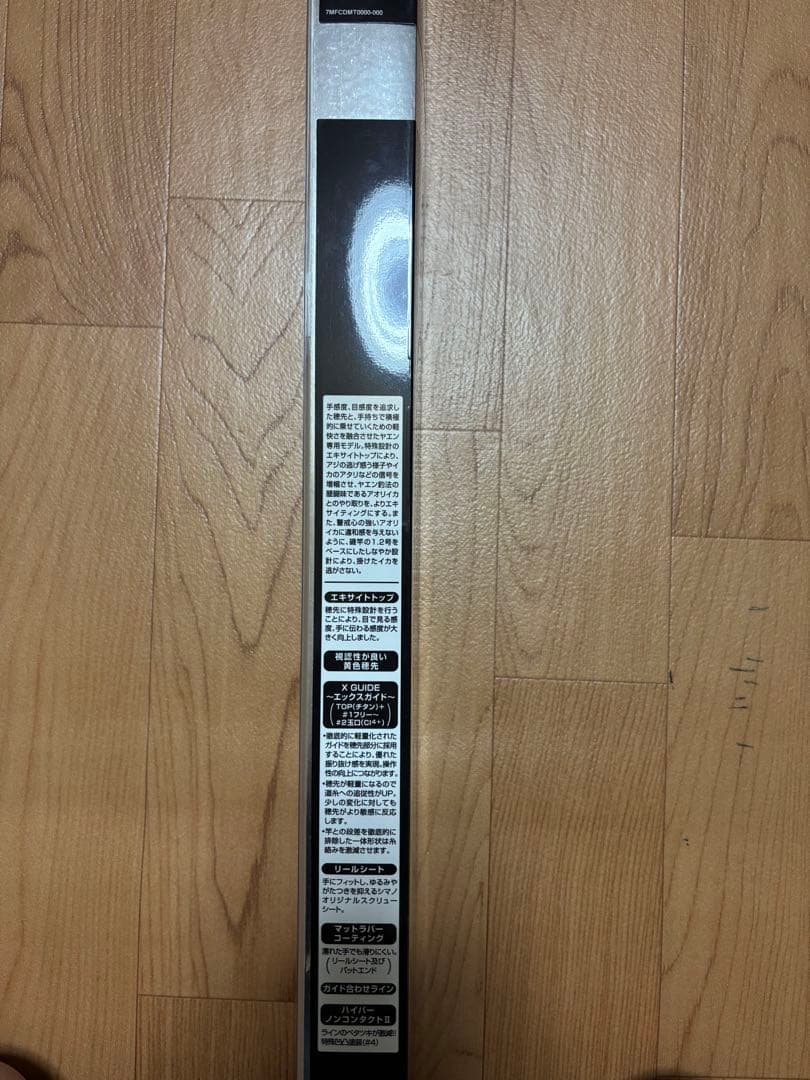 7MFCDMT0000-000
手感度、目感度を追求し
た穂先と、手持ちで積極
的に乗せていくための軽
快さを融合させたヤエン
専用モデル。特殊設計の
エキサイトトップにより、
アジの逃げ惑う様子やイ
カのアタリなどの信号を
増幅させ、ヤエン釣法の
醍醐味であるアオリイカ
とのやり取りを、よりエキ
サイティングにする。ま
た、警戒心の強いアオリ
イカに違和感を与えない
ように、磯竿の1.2号を
ベースにしたしなやか設
計により、掛けたイカを
逃がさない。
エキサイトトップ
穂先に特殊設計を行う
ことにより、目で見る感
度、手に伝わる感度が大
きく向上しました。
視認性が良い
黄色穂先
X GUIDE
～エックスガイド～
(TOP(チタン)+
#1フリー～
#2玉口(CI4+))
・徹底的に軽量化された
ガイドを穂先部分に採用
することにより、優れた
振り抜け感を実現。操作
性の向上につながります。
・穂先が軽量になるので
道糸への追従性がUP。
少しの変化に対しても
穂先がより敏感に反応
します。
・竿との段差を徹底的に
排除した一体形状は糸
絡みを激減させます。
リールシート
手にフィットし、ゆるみや
がたつきを抑えるシマノ
オリジナルスクリュー
シート。
マットラバー
コーティング
濡れた手でも滑りにくい。
(リールシート及び
バットエンド)
ガイド合わせライン
ハイパー
ノンコンタクトⅡ
ラインのベタツキが激減!!
特殊凹凸塗装(#4)